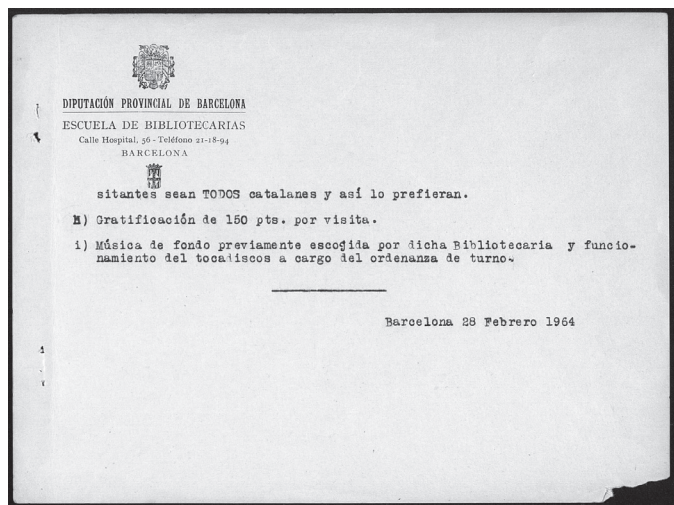 DIPUTACIÓN PROVINCIAL DE BARCELONA
ESCUELA DE BIBLIOTECARIAS
Calle Hospital, 56 - Teléfono 21-18-94
BARCELONA
sitantes sean TODOS catalanes y así lo prefieran.
H) Gratificación de 150 pts. por visita.
i) Música de fondo previamente escogida por dicha Bibliotecaria y funcio-
namiento del tocadiscos a cargo del ordenanza de turno.
Barcelona 28 Febrero 1964